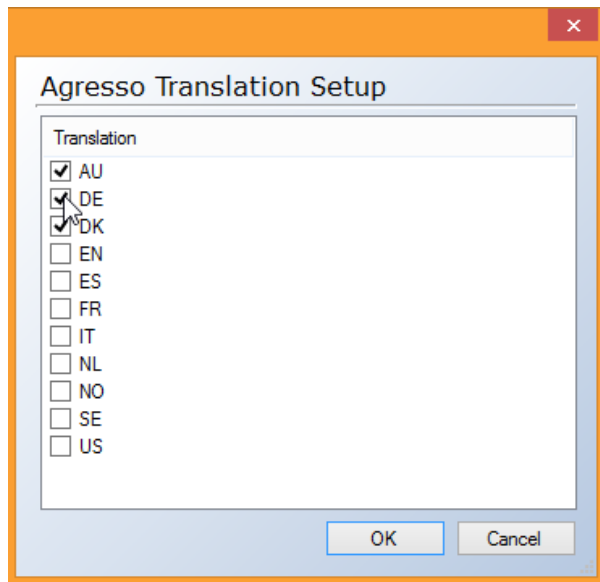 Agresso Translation Setup
Translation
AU
DE
DK
EN
ES
FR
IT
NL
NO
SE
US
OK Cancel